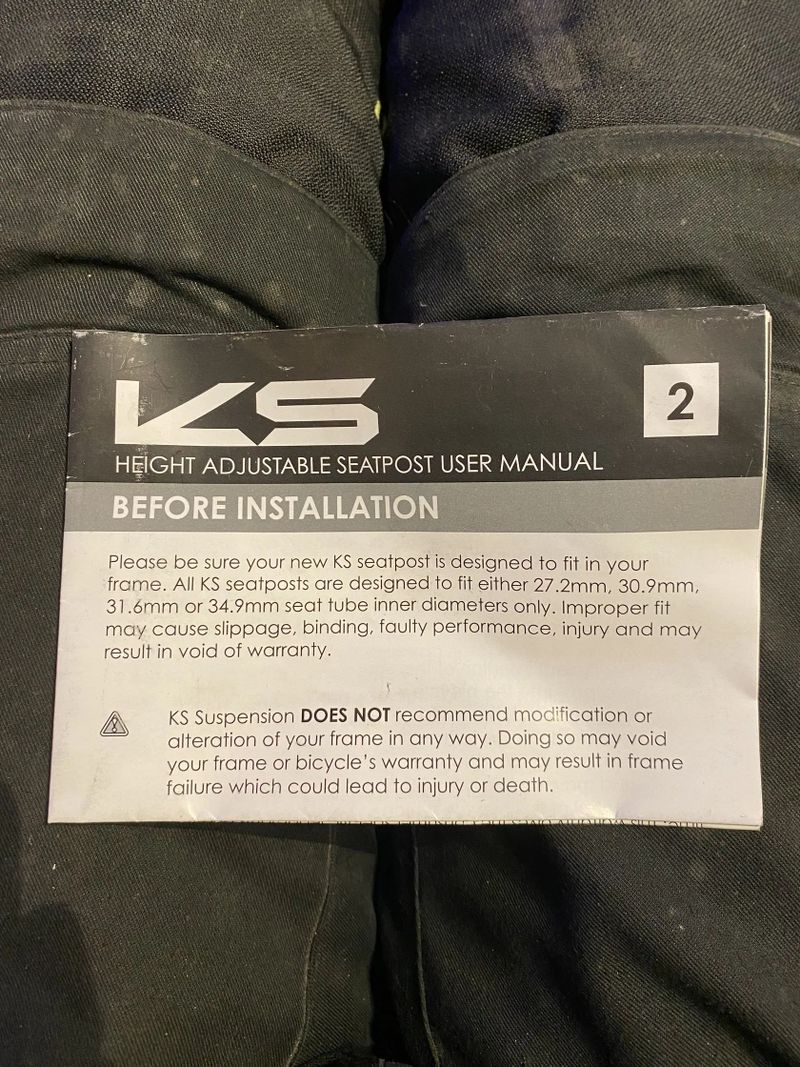 KS
2
HEIGHT ADJUSTABLE SEATPOST USER MANUAL
BEFORE INSTALLATION
Please be sure your new KS seatpost is designed to fit in your
frame. All KS seatposts are designed to fit either 27.2mm, 30.9mm,
31.6mm or 34.9mm seat tube inner diameters only. Improper fit
may cause slippage, binding, faulty performance, injury and may
result in void of warranty.
KS Suspension DOES NOT recommend modification or
alteration of your frame in any way. Doing so may void
your frame or bicycle's warranty and may result in frame
failure which could lead to injury or death.